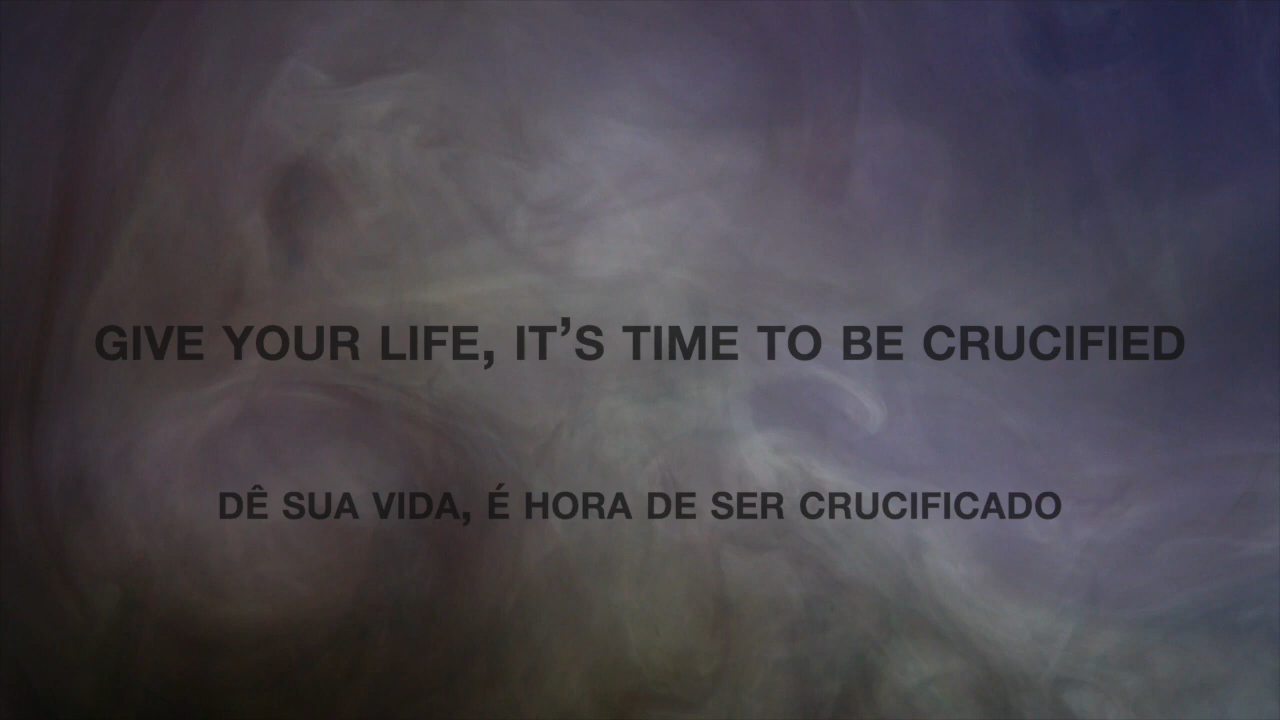 GIVE YOUR LIFE, IT’S TIME TO BE CRUCIFIED
DÊ SUA VIDA, É HORA DE SER CRUCIFICADO